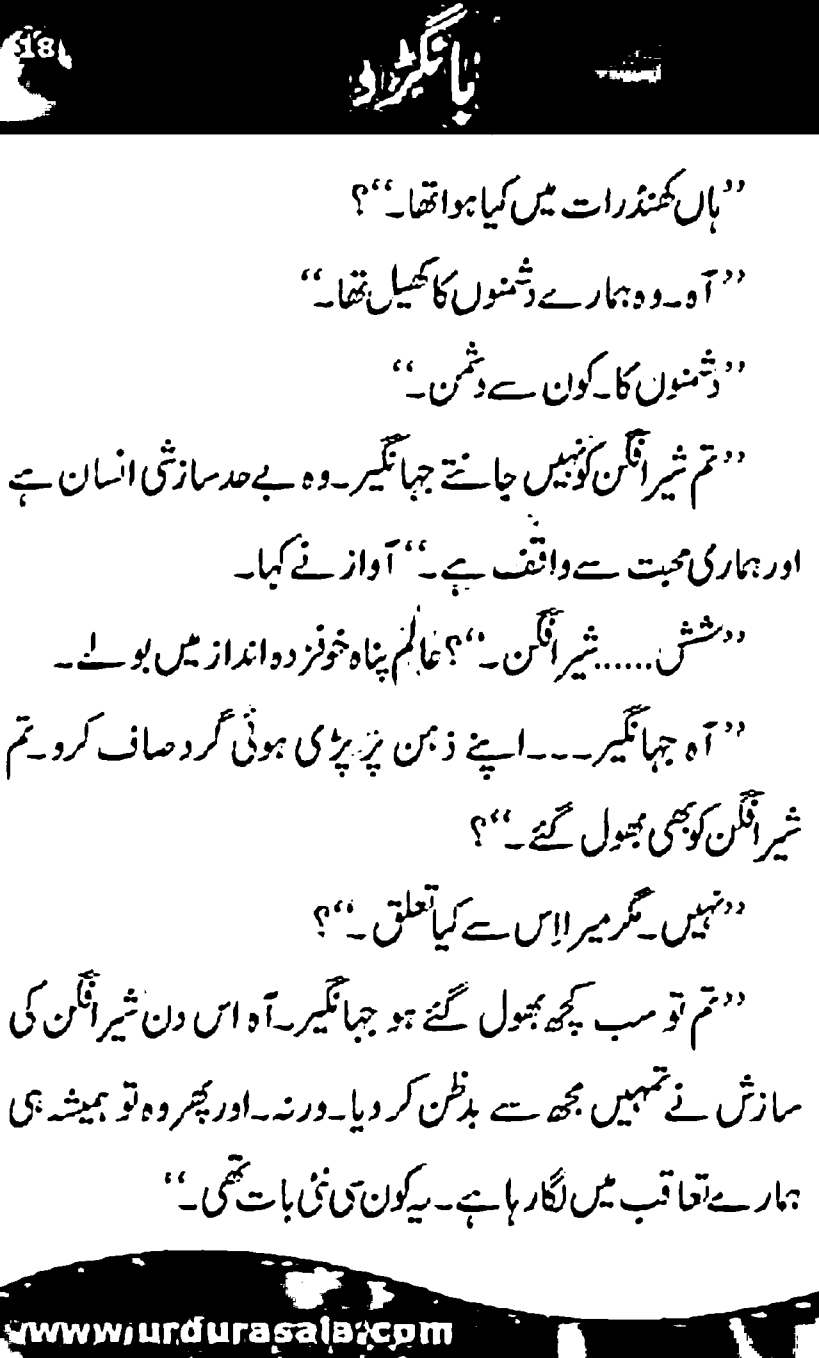 18
بانگڑو
”ہاں کھنڈرات میں کیا ہوا تھا۔“؟
”آہ۔وہ ہمارے دشمنوں کا کھیل تھا۔“
”دشمنوں کا۔کون سے دشمن۔“
”تم شیر افگن کو نہیں جانتے جہانگیر۔وہ بے حد سازشی انسان ہے
اور ہماری محبت سے واقف ہے۔“ آواز نے کہا۔
”شش......شیر افگن۔“؟ عالم پناہ خوفزدہ انداز میں بولے۔
”آہ جہانگیر۔۔۔اپنے ذہن پر پڑی ہوئی گرد صاف کرو۔تم
شیر افگن کو بھی بھول گئے۔“؟
”نہیں۔مگر میرا اِس سے کیا تعلق۔“؟
”تم تو سب کچھ بھول گئے ہو جہانگیر۔آہ اس دن شیر افگن کی
سازش نے تمہیں مجھ سے بدظن کر دیا۔ورنہ۔اور پھر وہ تو ہمیشہ ہی
ہمارے تعاقب میں لگا رہا ہے۔یہ کون سی نئی بات تھی۔“
www.urdurasala.com